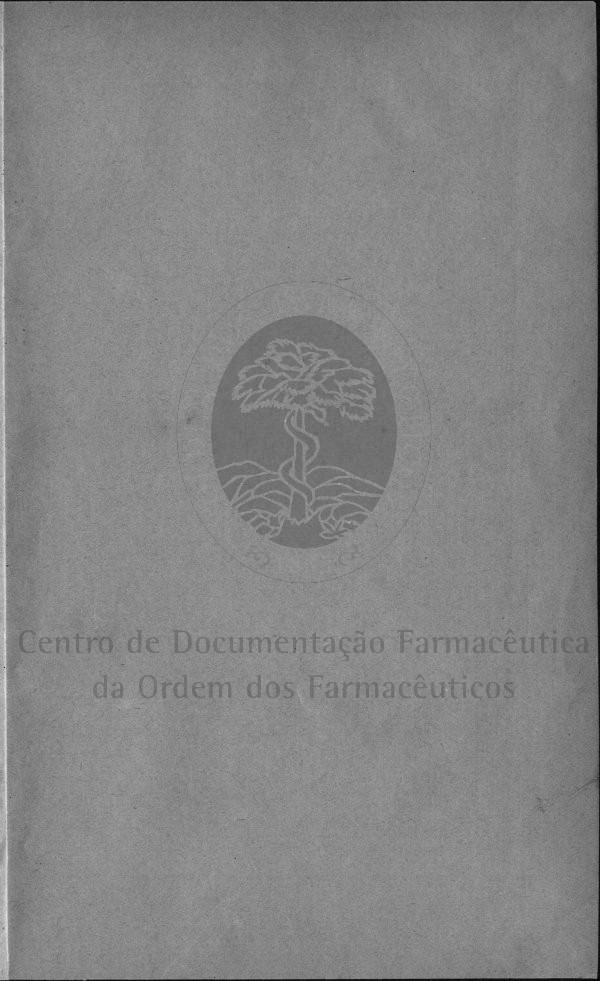 Centro de Documentação Farmacêutica
da Ordem dos Farmacêuticos